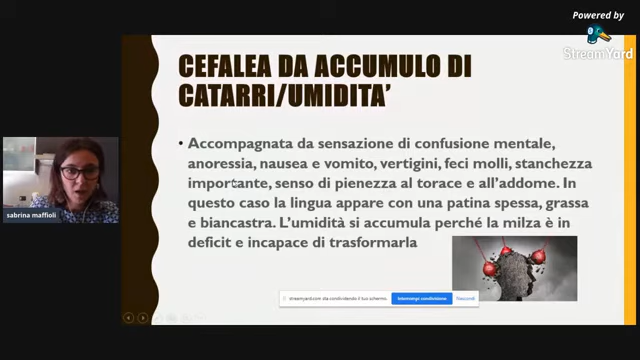 Powered by
StreamYard
CEFALEA DA ACCUMULO DI
CATARRI/UMIDITA'
• Accompagnata da sensazione di confusione mentale,
anoressia, nausea e vomito, vertigini, feci molli, stanchezza
importante, senso di pienezza al torace e all'addome. In
questo caso la lingua appare con una patina spessa, grassa
e biancastra. L'umidità si accumula perché la milza è in
deficit e incapace di trasformarla
sabrina maffioli
streamyard.com sta condividendo il tuo schermo.
Interrompi condivisione
Nascondi